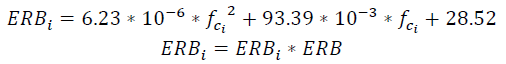 ERB_i = 6.23 * 10^{-6} * f_{c_i}^2 + 93.39 * 10^{-3} * f_{c_i} + 28.52
ERB_i = ERB_i * ERB